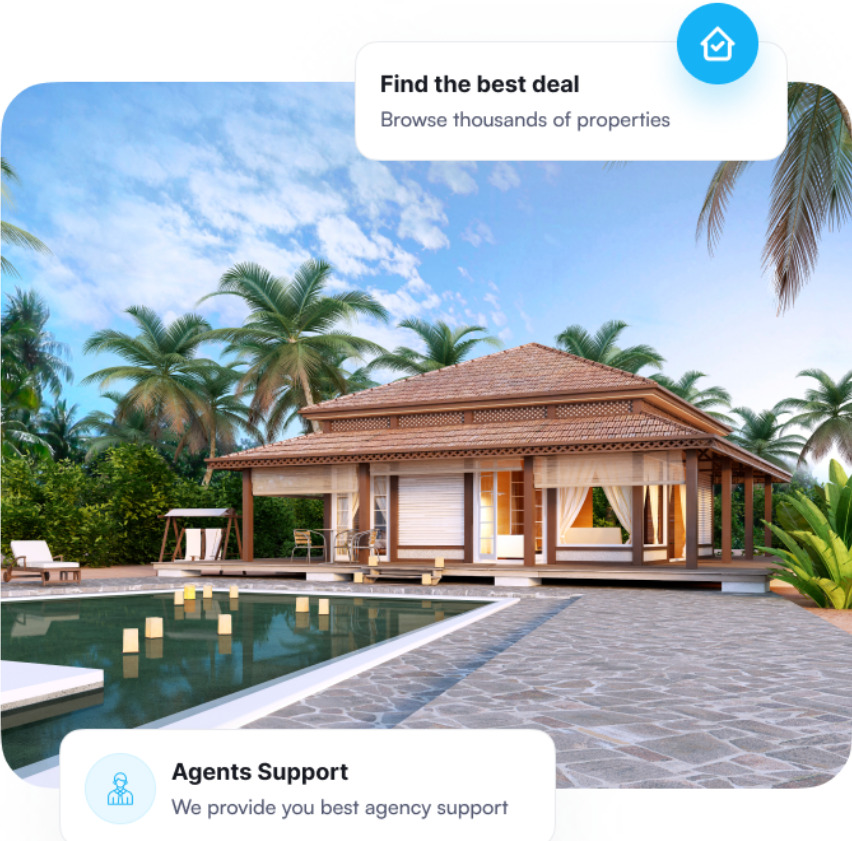 Find the best deal
Browse thousands of properties
Agents Support
We provide you best agency support